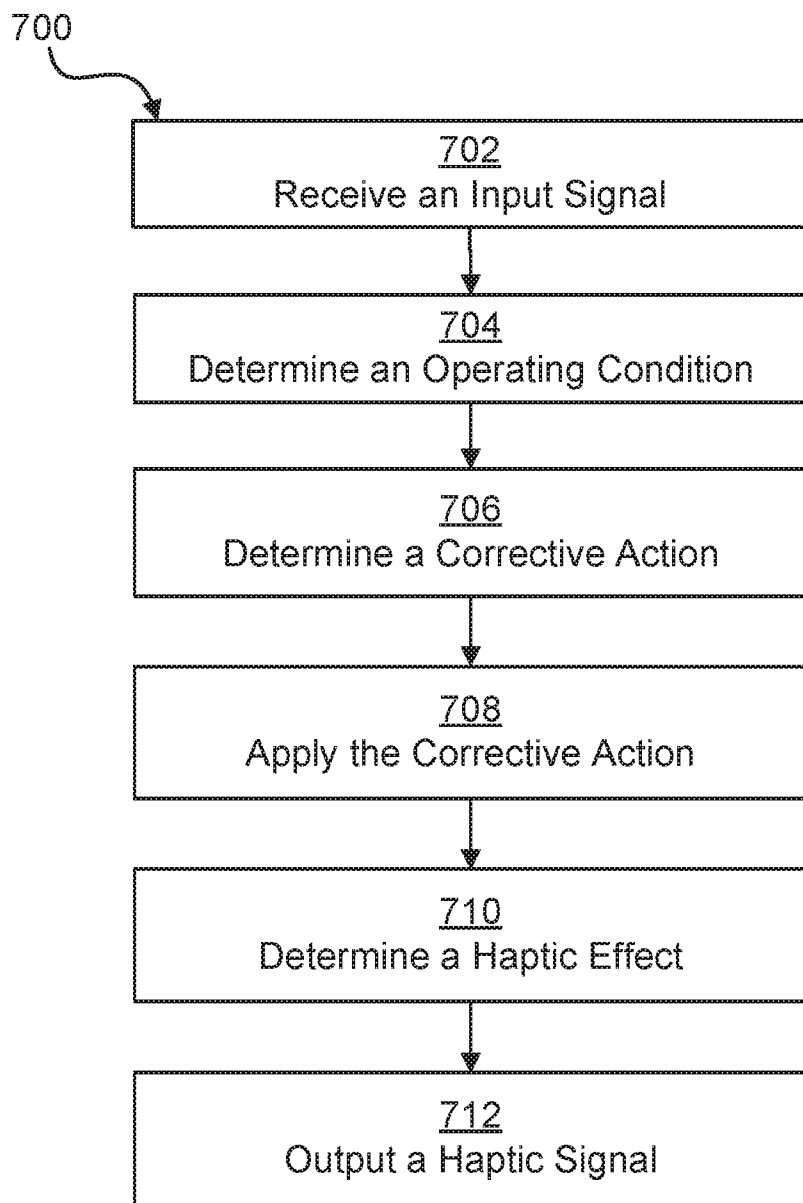 700
702
Receive an Input Signal
704
Determine an Operating Condition
706
Determine a Corrective Action
708
Apply the Corrective Action
710
Determine a Haptic Effect
712
Output a Haptic Signal